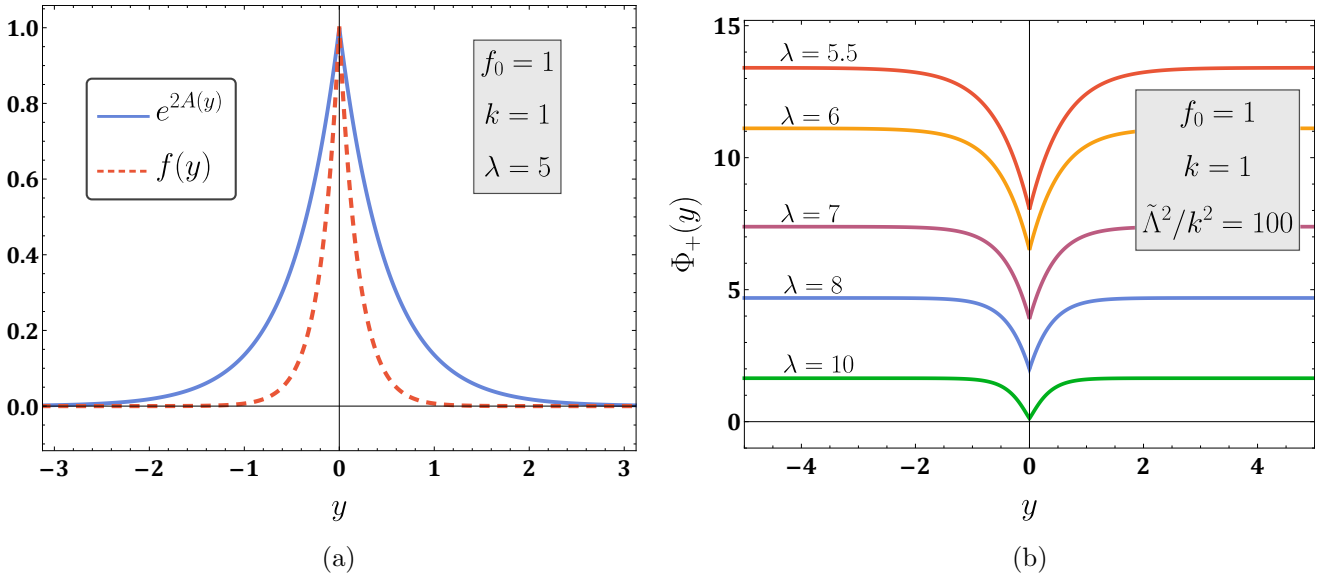 1.0
0.8
0.6
0.4
0.2
0.0
−3 −2 −1 0 1 2 3
y
e^{2A(y)}
f(y)
f_0 = 1
k = 1
λ = 5
(a)
15
10
5
0
Φ_+(y)
λ = 5.5
λ = 6
λ = 7
λ = 8
λ = 10
f_0 = 1
k = 1
Λ̃^2/k^2 = 100
−4 −2 0 2 4
y
(b)